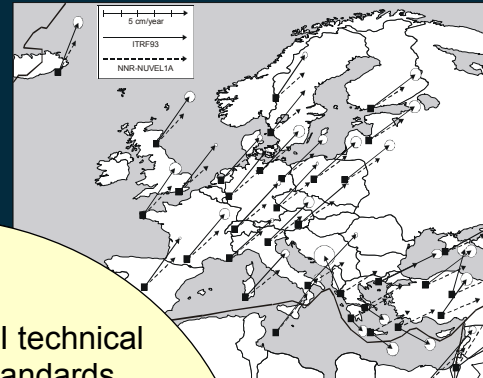 5 cm/year
ITRF93
NNR-NUVEL1A
I technical
andards